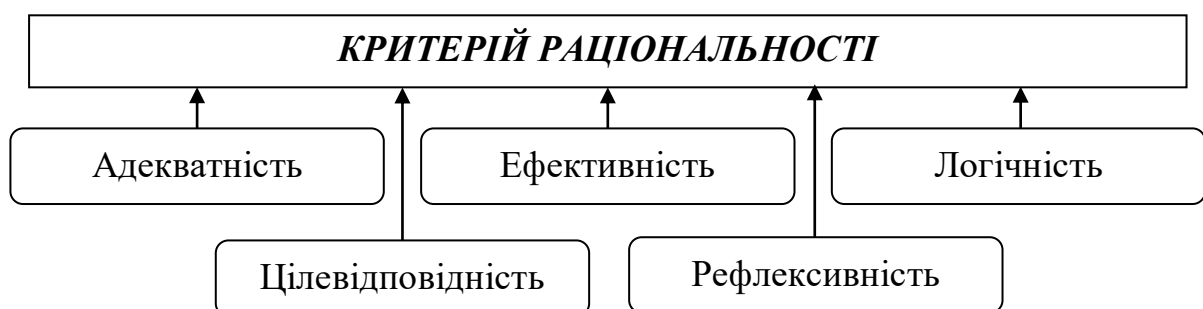 КРИТЕРІЙ РАЦІОНАЛЬНОСТІ
Адекватність
Ефективність
Логічність
Цілевідповідність
Рефлексивність